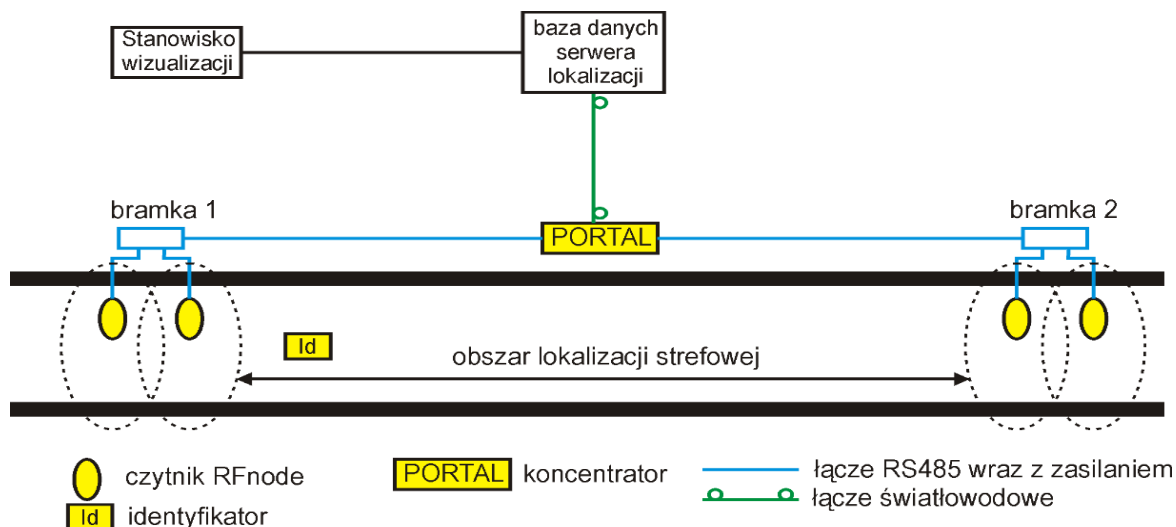 Stanowisko
wizualizacji
baza danych
serwera
lokalizacji
bramka 1
PORTAL
bramka 2
Id
obszar lokalizacji strefowej
czytnik RFnode
PORTAL koncentrator
łącze RS485 wraz z zasilaniem
łącze światłowodowe
Id identyfikator